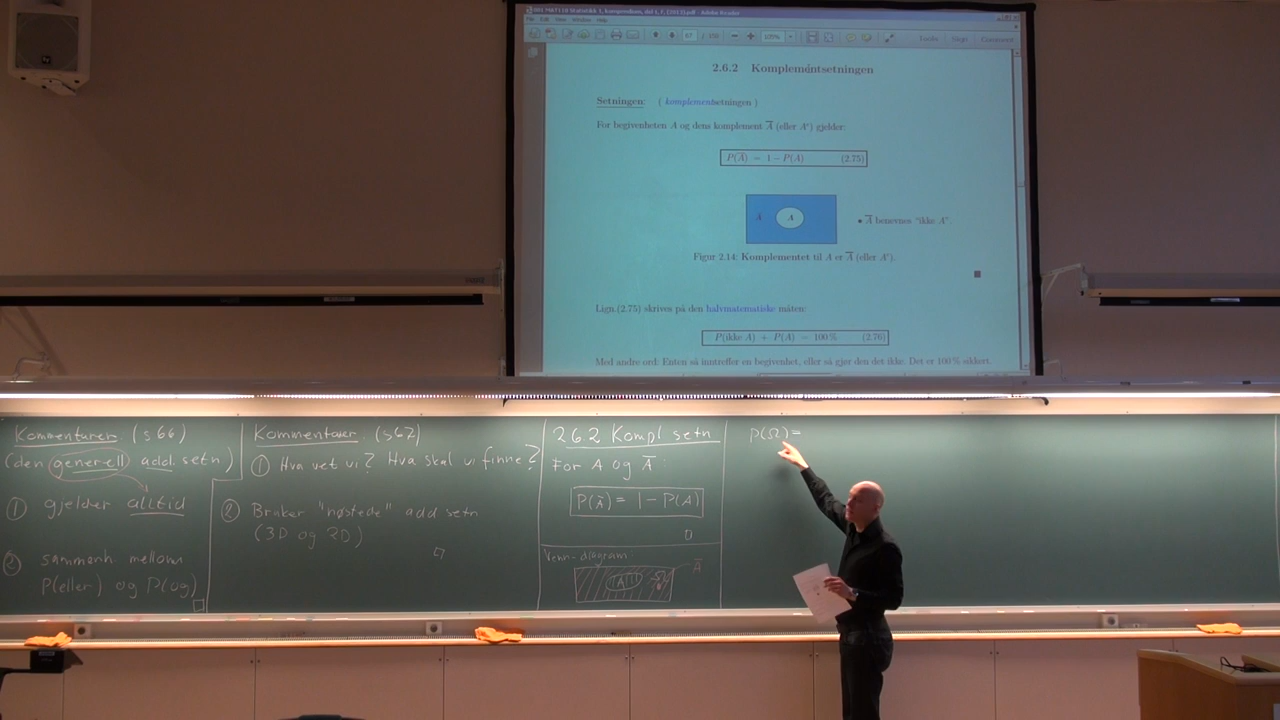 2.6.2 Komplementsetningen
Setningen: ( komplementsetningen )
For begivenheten A og dens komplement A̅ (eller Aᶜ) gjelder:
P(A̅) = 1 − P(A) (2.75)
A̅ A
• A̅ benevnes "ikke A".
Figur 2.14: Komplementet til A er A̅ (eller Aᶜ).
Lign.(2.75) skrives på den halvmatematiske måten:
P(ikke A) + P(A) = 100 % (2.76)
Med andre ord: Enten så inntreffer en begivenhet, eller så gjør den det ikke. Det er 100 % sikkert.
Kommentarer (s66)
(den generell add. setn)
① gjelder alltid
② sammenh mellom
P(eller) og P(og)
Kommentarer (s67)
① Hva vet vi? Hva skal vi finne?
② Bruker "nøstede" add setn
(3D og 2D)
2.6.2 Kompl setn
For A og A̅ :
P(A̅) = 1 − P(A)
Venn-diagram:
A
A̅
P(Ω) =